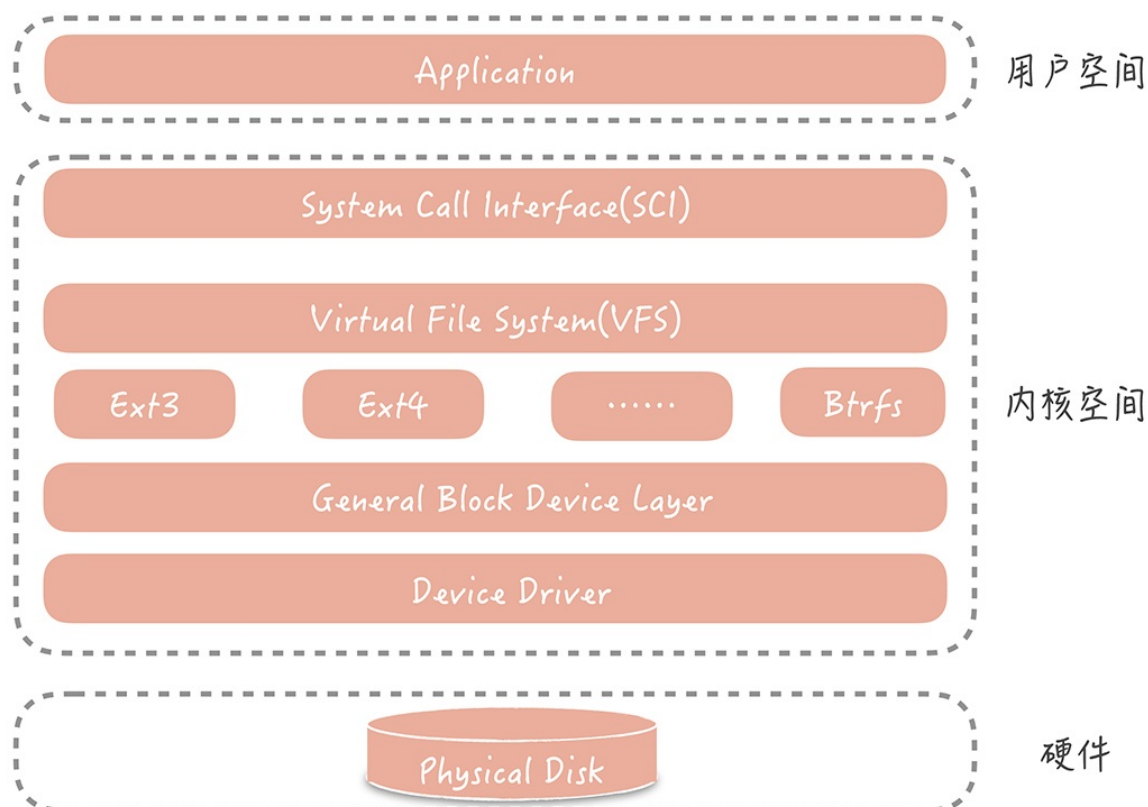 Application
用户空间
System Call Interface(SCI)
Virtual File System(VFS)
Ext3
Ext4
······
Btrfs
内核空间
General Block Device Layer
Device Driver
Physical Disk
硬件